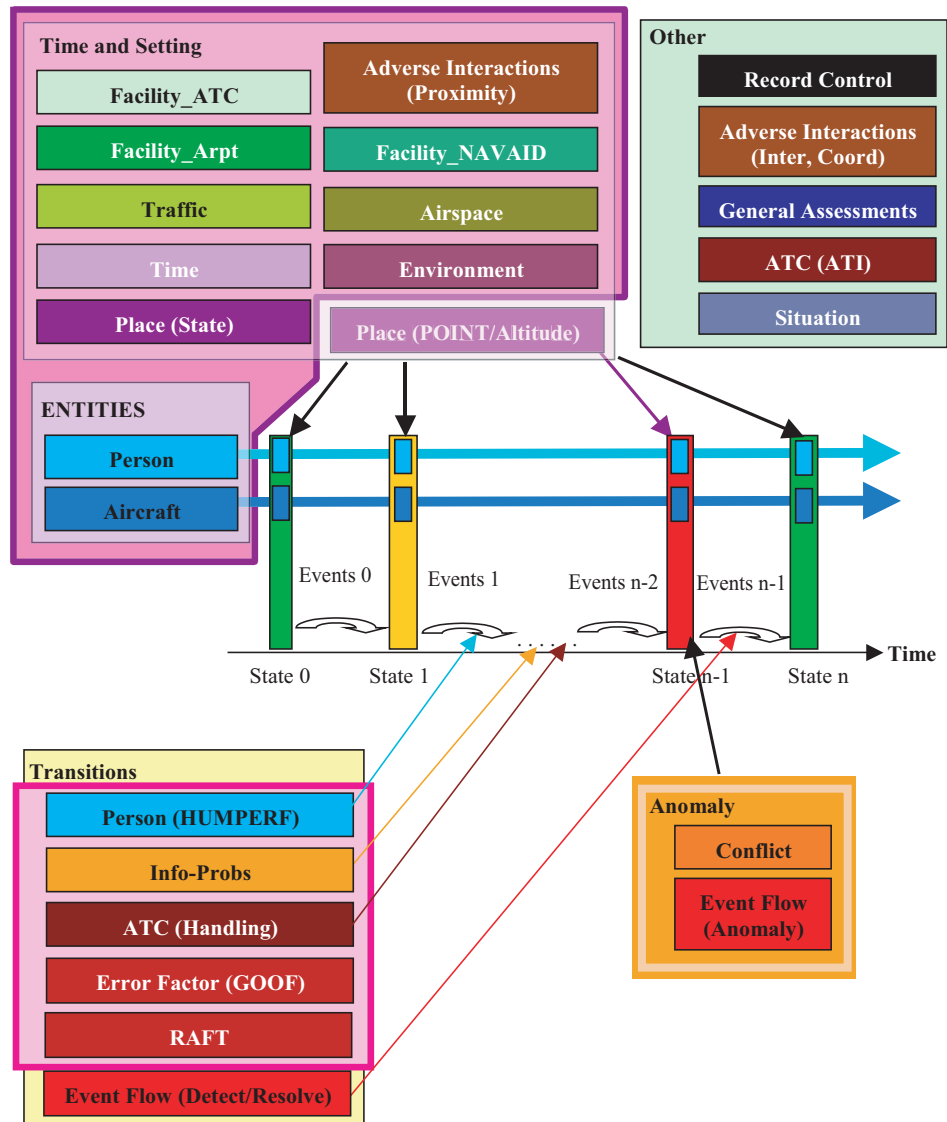 Time and Setting
Facility_ATC
Facility_Arpt
Traffic
Time
Place (State)
Adverse Interactions
(Proximity)
Facility_NAVAID
Airspace
Environment
Place (POINT/Altitude)
Other
Record Control
Adverse Interactions
(Inter, Coord)
General Assessments
ATC (ATI)
Situation
ENTITIES
Person
Aircraft
Events 0
Events 1
Events n-2
Events n-1
. . . . . .
Time
State 0
State 1
State n-1
State n
Transitions
Person (HUMPERF)
Info-Probs
ATC (Handling)
Error Factor (GOOF)
RAFT
Event Flow (Detect/Resolve)
Anomaly
Conflict
Event Flow
(Anomaly)